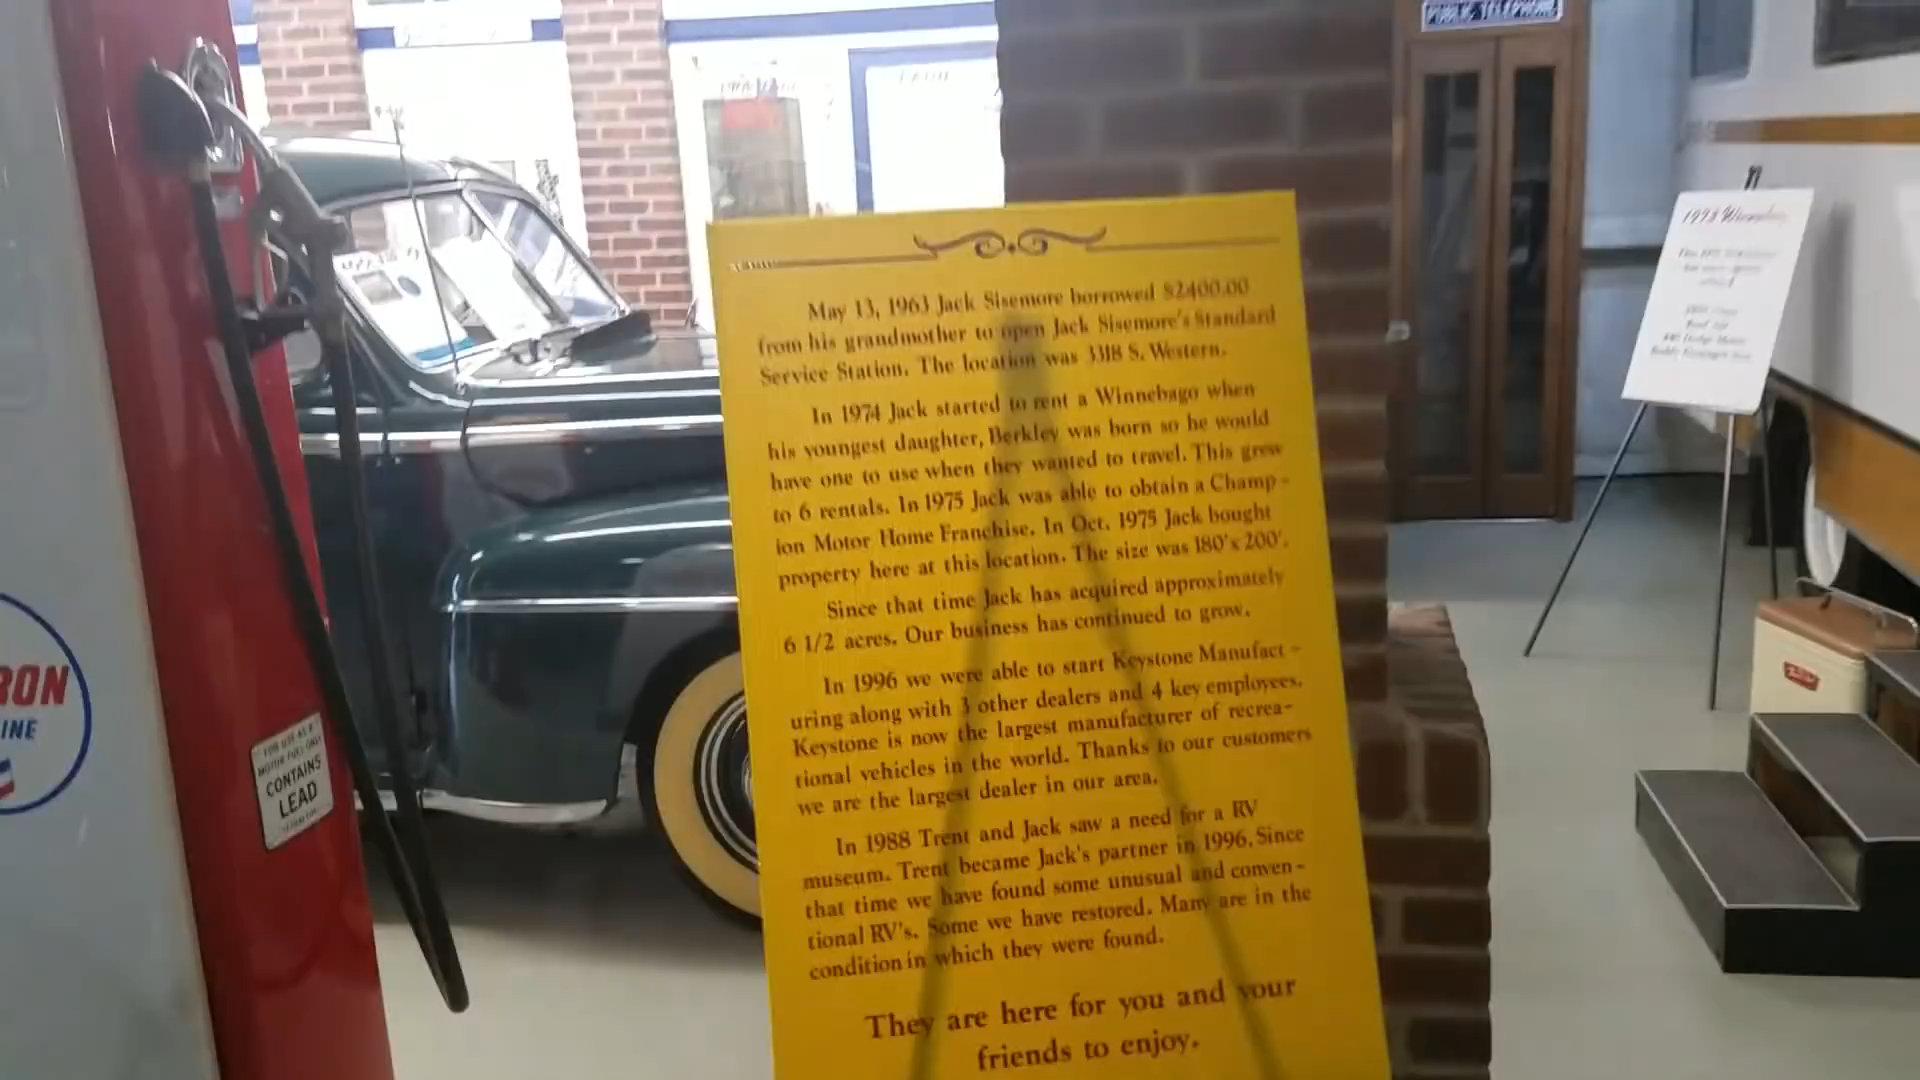 PUBLIC TELEPHONE
May 13, 1963 Jack Sisemore borrowed $2400.00
from his grandmother to open Jack Sisemore's Standard
Service Station. The location was 3318 S. Western.
In 1974 Jack started to rent a Winnebago when
his youngest daughter, Berkley was born so he would
have one to use when they wanted to travel. This grew
to 6 rentals. In 1975 Jack was able to obtain a Champ-
ion Motor Home Franchise. In Oct. 1975 Jack bought
property here at this location. The size was 180'x 200'.
Since that time Jack has acquired approximately
6 1/2 acres. Our business has continued to grow.
In 1996 we were able to start Keystone Manufact-
uring along with 3 other dealers and 4 key employees.
Keystone is now the largest manufacturer of recrea-
tional vehicles in the world. Thanks to our customers
we are the largest dealer in our area.
In 1988 Trent and Jack saw a need for a RV
museum. Trent became Jack's partner in 1996. Since
that time we have found some unusual and conven-
tional RV's. Some we have restored. Many are in the
condition in which they were found.
They are here for you and your
friends to enjoy.
RON
INE
FOR USE AS A
MOTOR FUEL ONLY
CONTAINS
LEAD
1973 Winnebago